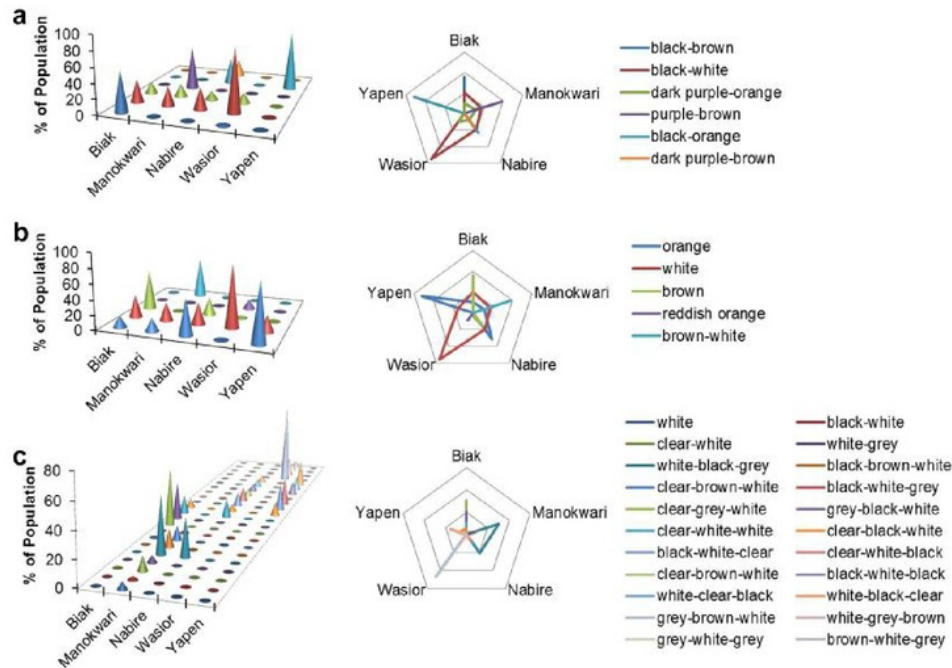 a
100
80
60
40
20
0
% of Population
Biak
Manokwari
Nabire
Wasior
Yapen
Biak
Manokwari
Nabire
Wasior
Yapen
black-brown
black-white
dark purple-orange
purple-brown
black-orange
dark purple-brown
b
100
80
60
40
20
0
% of Population
Biak
Manokwari
Nabire
Wasior
Yapen
Biak
Manokwari
Nabire
Wasior
Yapen
orange
white
brown
reddish orange
brown-white
c
80
60
40
20
0
% of Population
Biak
Manokwari
Nabire
Wasior
Yapen
Biak
Manokwari
Nabire
Wasior
Yapen
white
black-white
clear-white
white-grey
white-black-grey
black-brown-white
clear-brown-white
black-white-grey
clear-grey-white
grey-black-white
clear-white-white
clear-black-white
black-white-clear
clear-white-black
clear-brown-white
black-white-black
white-clear-black
white-black-clear
grey-brown-white
white-grey-brown
grey-white-grey
brown-white-grey